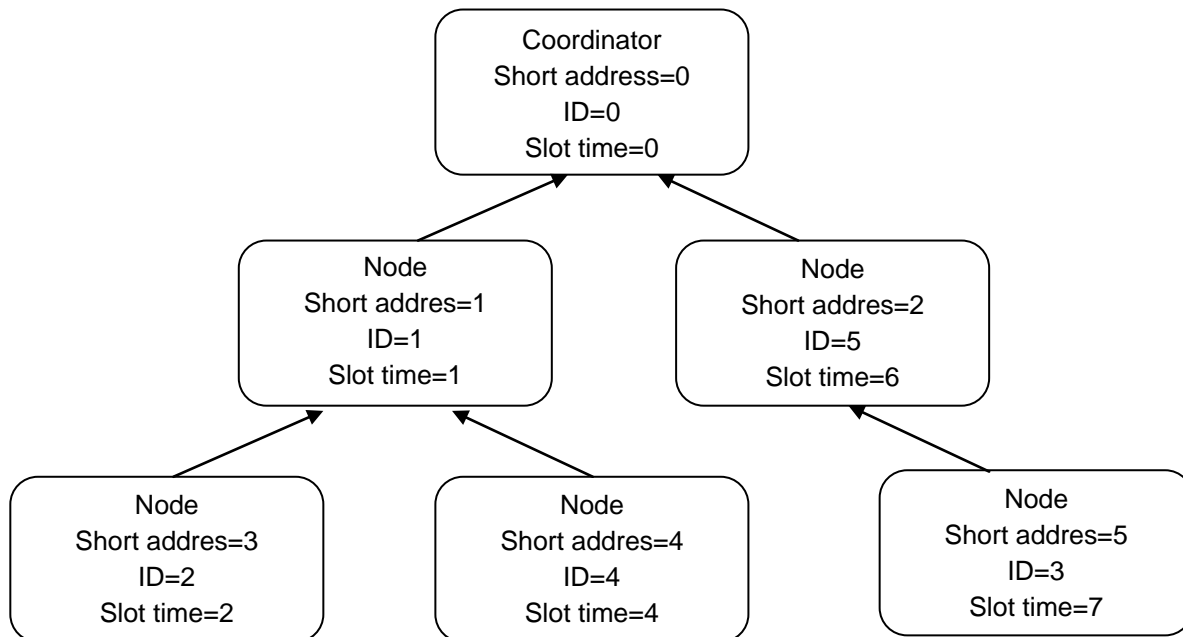 Coordinator
Short address=0
ID=0
Slot time=0
Node
Short addres=1
ID=1
Slot time=1
Node
Short addres=2
ID=5
Slot time=6
Node
Short addres=3
ID=2
Slot time=2
Node
Short addres=4
ID=4
Slot time=4
Node
Short addres=5
ID=3
Slot time=7